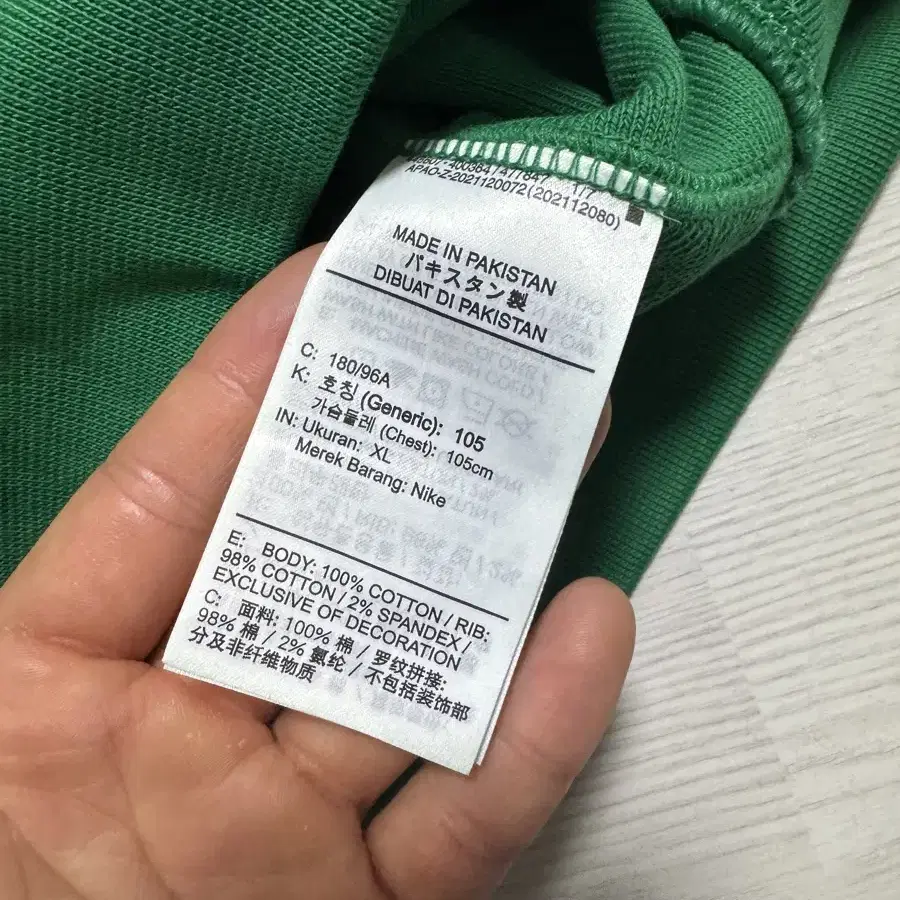 APAO-Z-2021120072(202112080)
MADE IN PAKISTAN
パキスタン製
DIBUAT DI PAKISTAN
C: 180/96A
K: 호칭 (Generic): 105
가슴둘레 (Chest): 105cm
IN: Ukuran: XL
Merek Barang: Nike
E: BODY: 100% COTTON / RIB:
98% COTTON / 2% SPANDEX /
EXCLUSIVE OF DECORATION
C: 面料: 100% 棉 / 罗纹拼接:
98% 棉 / 2% 氨纶 / 不包括装饰部
分及非纤维物质